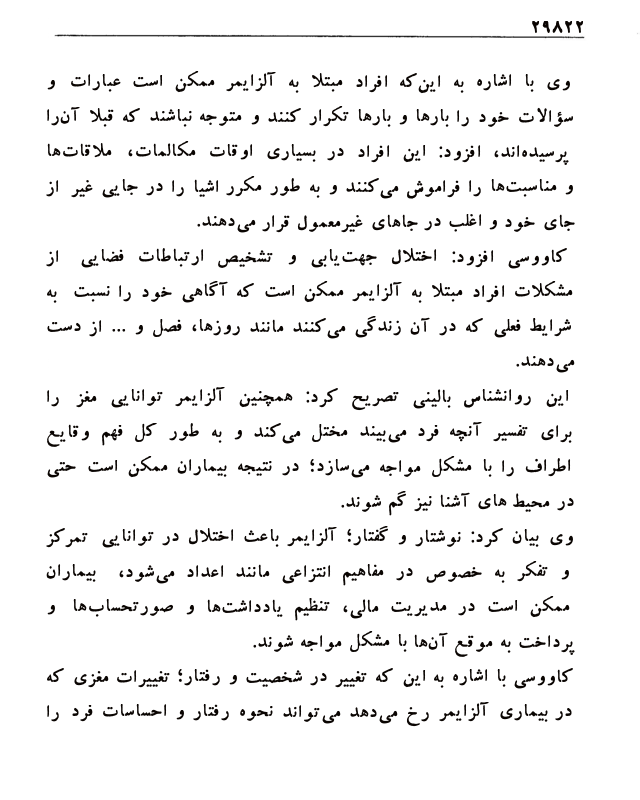 ۲۹۸۲۲
وی با اشاره به این‌که افراد مبتلا به آلزایمر ممکن است عبارات و
سؤالات خود را بارها و بارها تکرار کنند و متوجه نباشند که قبلا آن‌را
پرسیده‌اند، افزود: این افراد در بسیاری اوقات مکالمات، ملاقات‌ها
و مناسبت‌ها را فراموش می‌کنند و به طور مکرر اشیا را در جایی غیر از
جای خود و اغلب در جاهای غیرمعمول قرار می‌دهند.
کاووسی افزود: اختلال جهت‌یابی و تشخیص ارتباطات فضایی از
مشکلات افراد مبتلا به آلزایمر ممکن است که آگاهی خود را نسبت به
شرایط فعلی که در آن زندگی می‌کنند مانند روزها، فصل و ... از دست
می‌دهند.
این روانشناس بالینی تصریح کرد: همچنین آلزایمر توانایی مغز را
برای تفسیر آنچه فرد می‌بیند مختل می‌کند و به طور کل فهم وقایع
اطراف را با مشکل مواجه می‌سازد؛ در نتیجه بیماران ممکن است حتی
در محیط های آشنا نیز گم شوند.
وی بیان کرد: نوشتار و گفتار؛ آلزایمر باعث اختلال در توانایی تمرکز
و تفکر به خصوص در مفاهیم انتزاعی مانند اعداد می‌شود، بیماران
ممکن است در مدیریت مالی، تنظیم یادداشت‌ها و صورتحساب‌ها و
پرداخت به موقع آن‌ها با مشکل مواجه شوند.
کاووسی با اشاره به این که تغییر در شخصیت و رفتار؛ تغییرات مغزی که
در بیماری آلزایمر رخ می‌دهد می‌تواند نحوه رفتار و احساسات فرد را